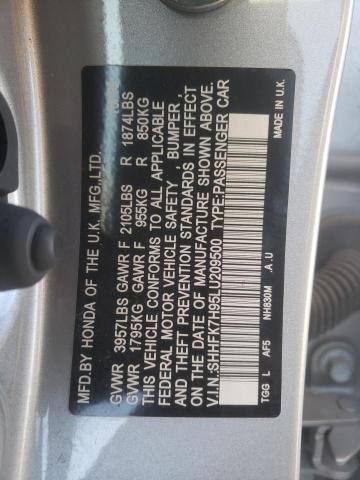 MFD.BY HONDA OF THE U.K. MFG.,LTD.
GVWR 3957LBS GAWR F 2105LBS R 1874LBS
GVWR 1795KG GAWR F 955KG R 850KG
THIS VEHICLE CONFORMS TO ALL APPLICABLE
FEDERAL MOTOR VEHICLE SAFETY , BUMPER ,
AND THEFT PREVENTION STANDARDS IN EFFECT
ON THE DATE OF MANUFACTURE SHOWN ABOVE.
V.I.N.:SHHFK7H95LU209500 TYPE:PASSENGER CAR
TGG L AF5 NH830M A .U MADE IN U.K.